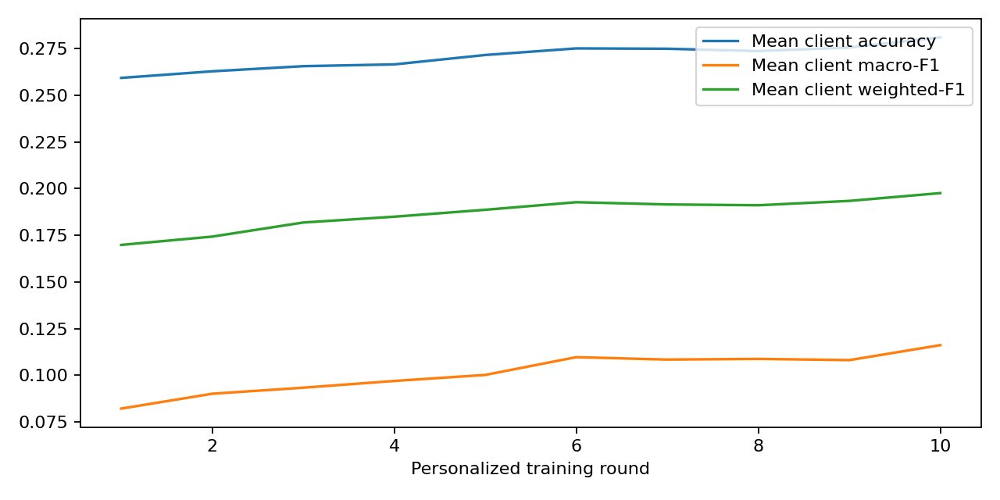 0.275
0.250
0.225
0.200
0.175
0.150
0.125
0.100
0.075
Mean client accuracy
Mean client macro-F1
Mean client weighted-F1
2 4 6 8 10
Personalized training round